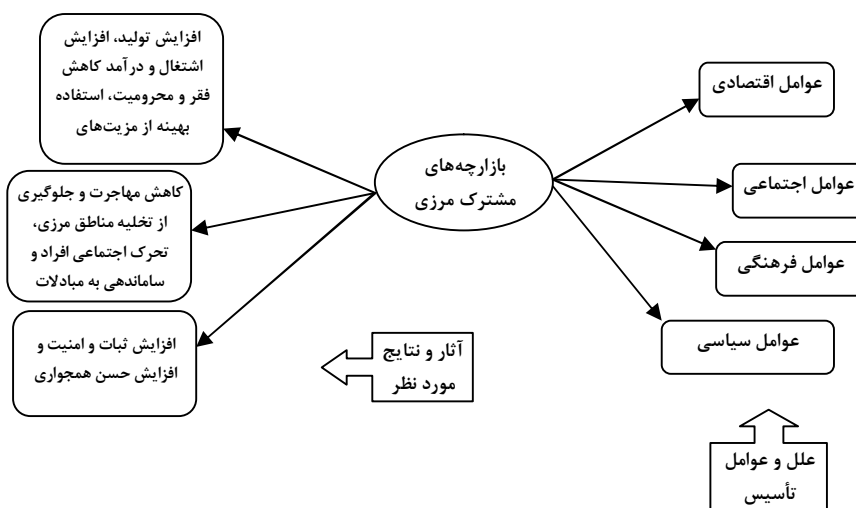 عوامل اقتصادی
عوامل اجتماعی
عوامل فرهنگی
عوامل سیاسی
علل و عوامل
تأسیس
بازارچه‌های
مشترک مرزی
آثار و نتایج
مورد نظر
افزایش تولید، افزایش
اشتغال و درآمد کاهش
فقر و محرومیت، استفاده
بهینه از مزیت‌های
کاهش مهاجرت و جلوگیری
از تخلیه مناطق مرزی،
تحرک اجتماعی افراد و
ساماندهی به مبادلات
افزایش ثبات و امنیت و
افزایش حسن همجواری